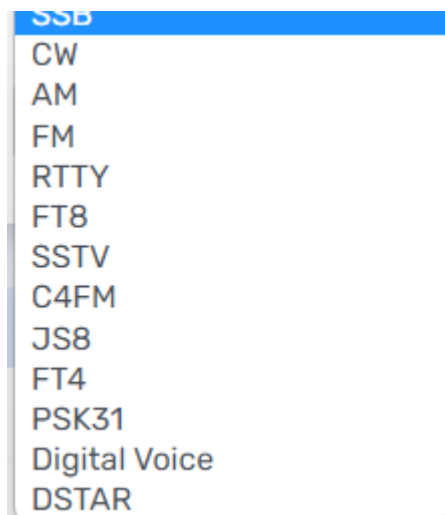 SSB
CW
AM
FM
RTTY
FT8
SSTV
C4FM
JS8
FT4
PSK31
Digital Voice
DSTAR